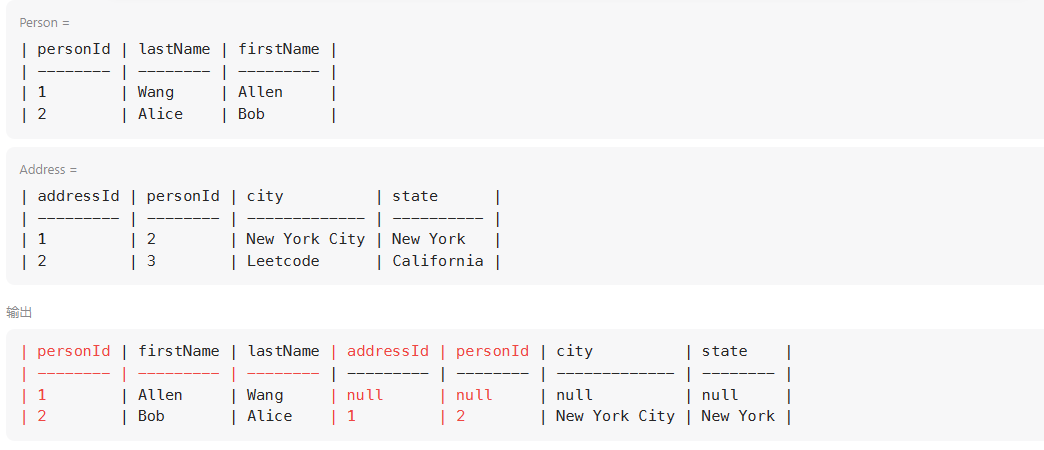 Person =
| personId | lastName | firstName |
| -------- | -------- | --------- |
| 1        | Wang     | Allen     |
| 2        | Alice    | Bob       |
Address =
| addressId | personId | city          | state      |
| --------- | -------- | ------------- | ---------- |
| 1         | 2        | New York City | New York   |
| 2         | 3        | Leetcode      | California |
输出
| personId | firstName | lastName | addressId | personId | city          | state    |
| -------- | --------- | -------- | --------- | -------- | ------------- | -------- |
| 1        | Allen     | Wang     | null      | null     | null          | null     |
| 2        | Bob       | Alice    | 1         | 2        | New York City | New York |